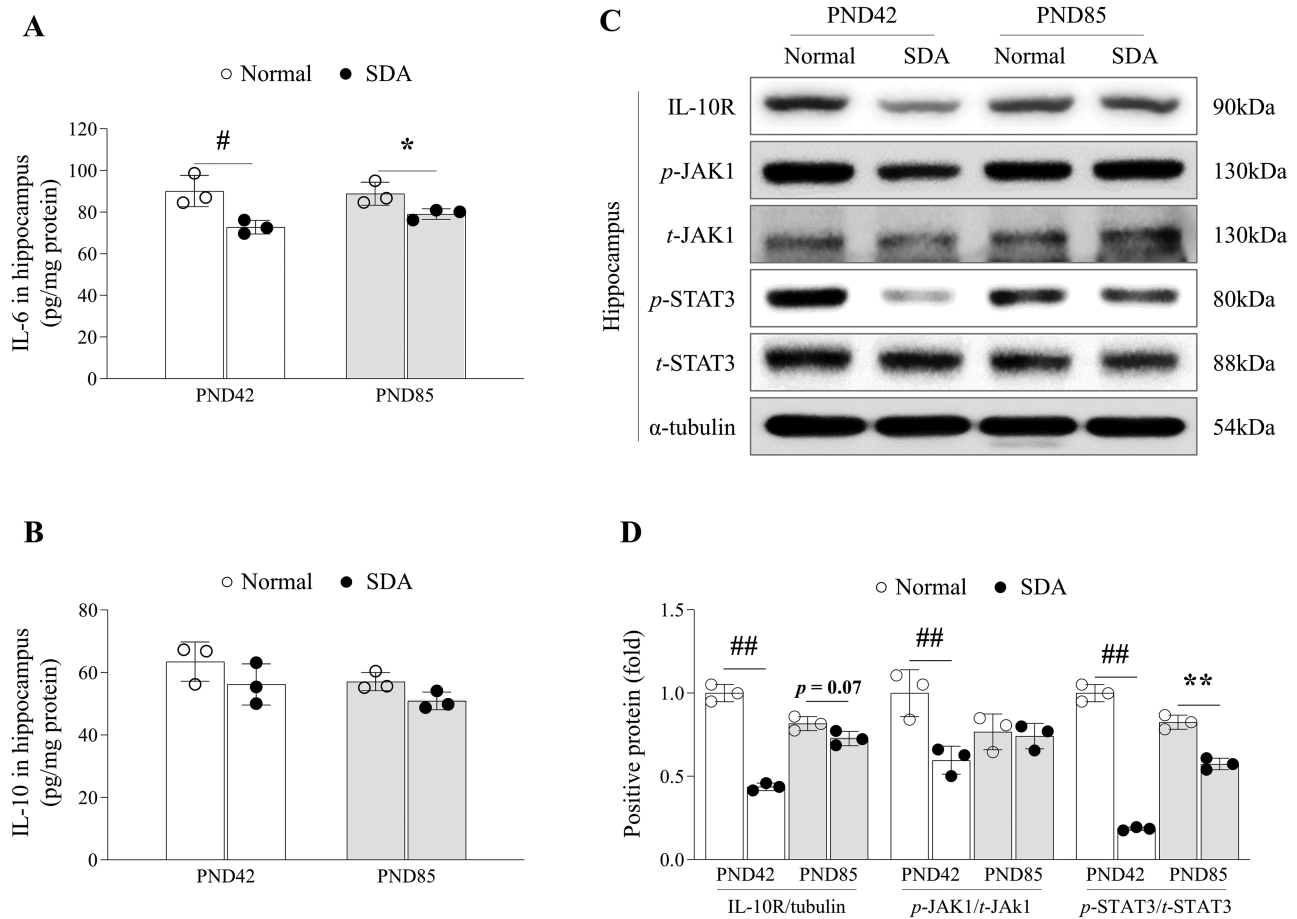 A
Normal SDA
IL-6 in hippocampus
(pg/mg protein)
120
100
80
60
40
20
0
# *
PND42 PND85
B
Normal SDA
IL-10 in hippocampus
(pg/mg protein)
80
60
40
20
0
PND42 PND85
C
PND42 PND85
Normal SDA Normal SDA
Hippocampus
IL-10R 90kDa
p-JAK1 130kDa
t-JAK1 130kDa
p-STAT3 80kDa
t-STAT3 88kDa
α-tubulin 54kDa
D
Normal SDA
Positive protein (fold)
1.5
1.0
0.5
0.0
## p = 0.07 ## ## **
PND42 PND85 PND42 PND85 PND42 PND85
IL-10R/tubulin p-JAK1/t-JAk1 p-STAT3/t-STAT3